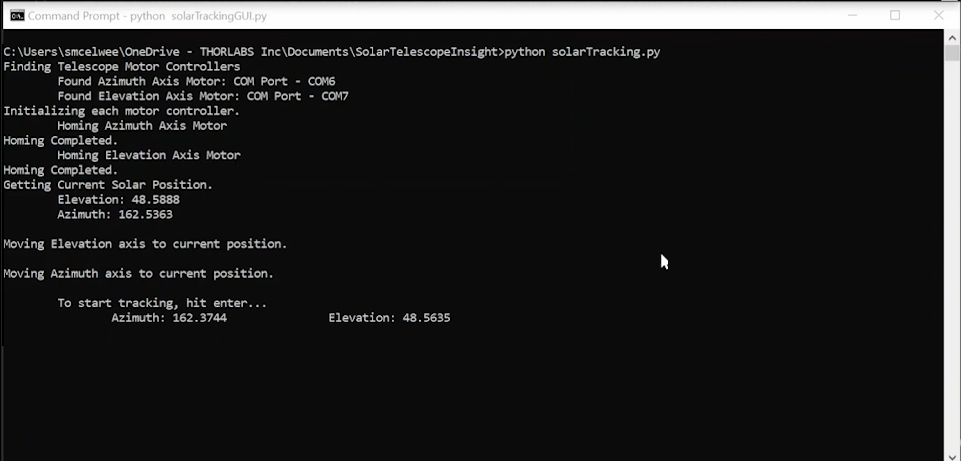 Command Prompt - python  solarTrackingGUI.py
C:\Users\smcelwee\OneDrive - THORLABS Inc\Documents\SolarTelescopeInsight>python solarTracking.py
Finding Telescope Motor Controllers
Found Azimuth Axis Motor: COM Port - COM6
Found Elevation Axis Motor: COM Port - COM7
Initializing each motor controller.
Homing Azimuth Axis Motor
Homing Completed.
Homing Elevation Axis Motor
Homing Completed.
Getting Current Solar Position.
Elevation: 48.5888
Azimuth: 162.5363
Moving Elevation axis to current position.
Moving Azimuth axis to current position.
To start tracking, hit enter...
Azimuth: 162.3744 Elevation: 48.5635